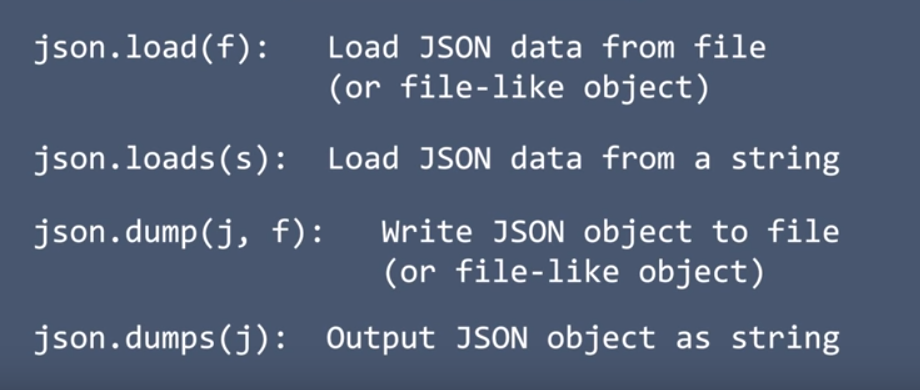 json.load(f): Load JSON data from file
(or file-like object)
json.loads(s): Load JSON data from a string
json.dump(j, f): Write JSON object to file
(or file-like object)
json.dumps(j): Output JSON object as string